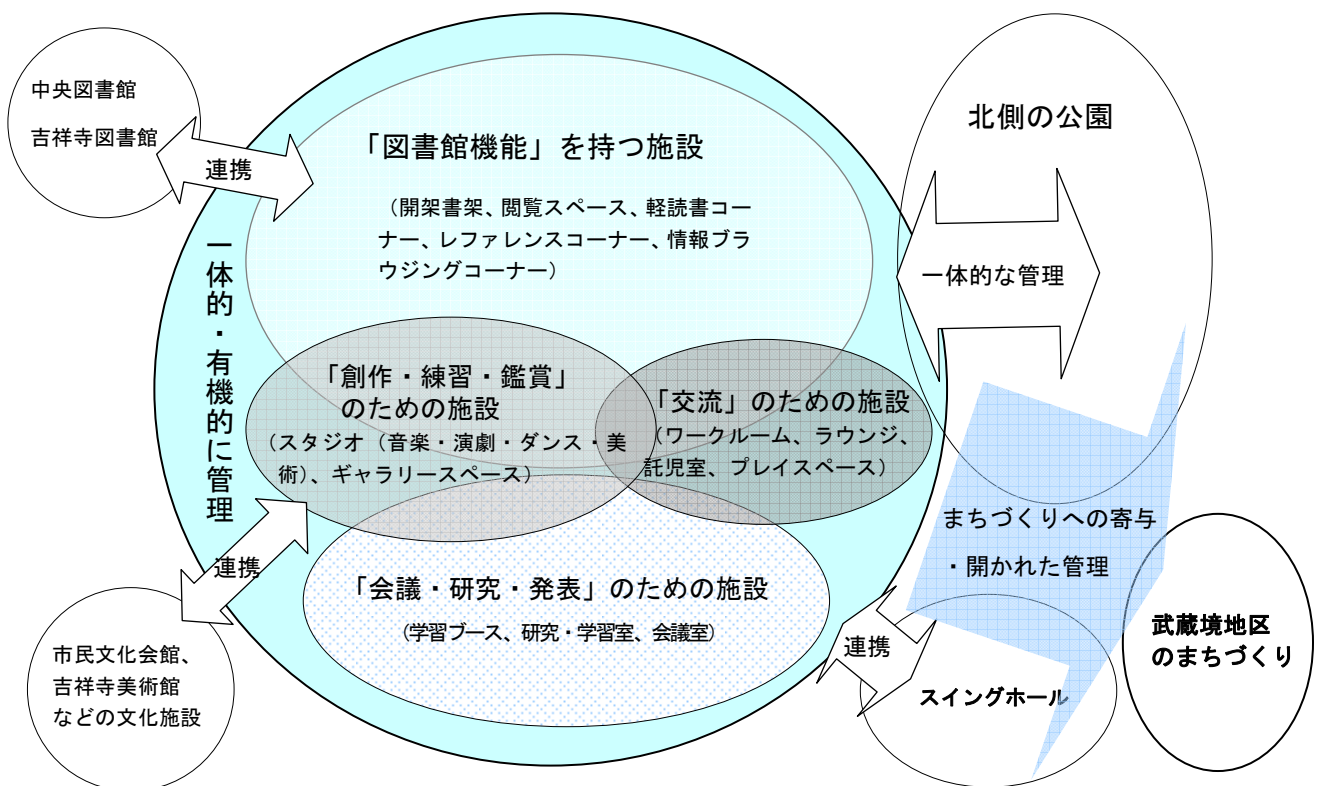 中央図書館
吉祥寺図書館
連携
「図書館機能」を持つ施設
（開架書架、閲覧スペース、軽読書コー
ナー、レファレンスコーナー、情報ブラ
ウジングコーナー）
北側の公園
一体的な管理
一体的・有機的に管理
「創作・練習・鑑賞」
のための施設
（スタジオ（音楽・演劇・ダンス・美
術）、ギャラリースペース）
「交流」のための施設
（ワークルーム、ラウンジ、
託児室、プレイスペース）
まちづくりへの寄与
・開かれた管理
連携
「会議・研究・発表」のための施設
（学習ブース、研究・学習室、会議室）
連携
市民文化会館、
吉祥寺美術館
などの文化施設
スイングホール
武蔵境地区
のまちづくり